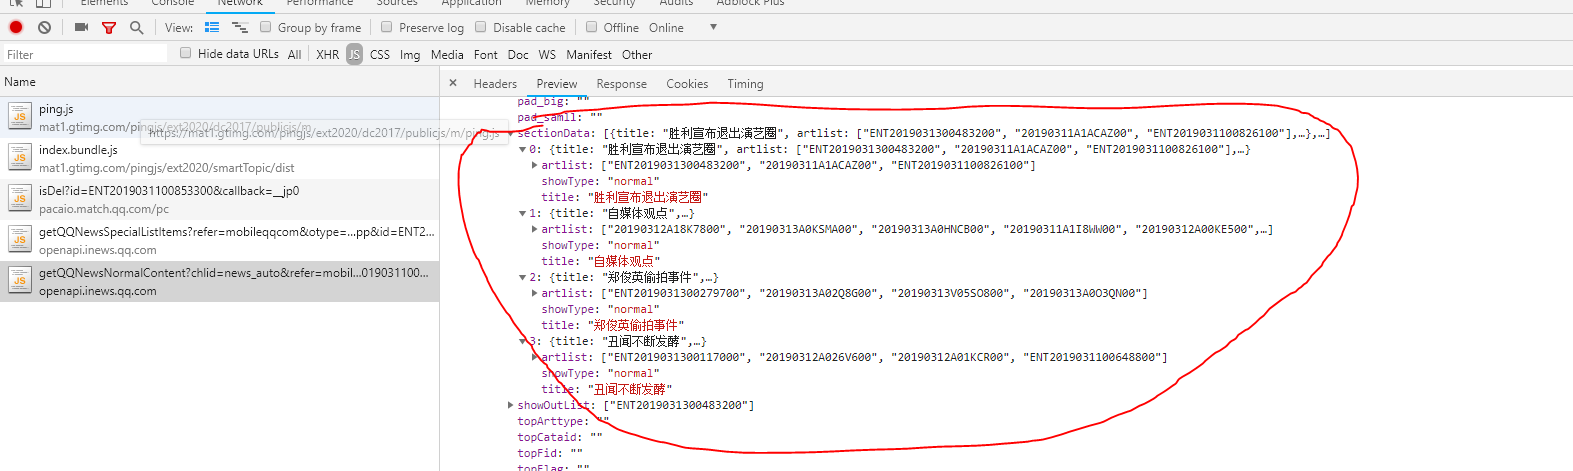 Elements Console Network Performance Sources Application Memory Security Audits Adblock Plus
View: Group by frame Preserve log Disable cache Offline Online ▼
Filter Hide data URLs All XHR JS CSS Img Media Font Doc WS Manifest Other
Name × Headers Preview Response Cookies Timing
ping.js
mat1.gtimg.com/pingjs/ext2020/dc2017/publicjs/m
https://mat1.gtimg.com/pingjs/ext2020/dc2017/publicjs/m/ping.js
index.bundle.js
mat1.gtimg.com/pingjs/ext2020/smartTopic/dist
isDel?id=ENT2019031100853300&callback=__jp0
pacaio.match.qq.com/pc
getQQNewsSpecialListItems?refer=mobileqqcom&otype=...pp&id=ENT2...
openapi.inews.qq.com
getQQNewsNormalContent?chlid=news_auto&refer=mobil...019031100...
openapi.inews.qq.com
pad_big: ""
pad_samll: ""
▼sectionData: [{title: "胜利宣布退出演艺圈", artlist: ["ENT2019031300483200", "20190311A1ACAZ00", "ENT2019031100826100"],…},…]
▼0: {title: "胜利宣布退出演艺圈", artlist: ["ENT2019031300483200", "20190311A1ACAZ00", "ENT2019031100826100"],…}
▶artlist: ["ENT2019031300483200", "20190311A1ACAZ00", "ENT2019031100826100"]
showType: "normal"
title: "胜利宣布退出演艺圈"
▼1: {title: "自媒体观点",…}
▶artlist: ["20190312A18K7800", "20190313A0KSMA00", "20190313A0HNCB00", "20190311A1I8WW00", "20190312A00KE500",…]
showType: "normal"
title: "自媒体观点"
▼2: {title: "郑俊英偷拍事件",…}
▶artlist: ["ENT2019031300279700", "20190313A02Q8G00", "20190313V05SO800", "20190313A0O3QN00"]
showType: "normal"
title: "郑俊英偷拍事件"
▼3: {title: "丑闻不断发酵",…}
▶artlist: ["ENT2019031300117000", "20190312A026V600", "20190312A01KCR00", "ENT2019031100648800"]
showType: "normal"
title: "丑闻不断发酵"
▶showOutList: ["ENT2019031300483200"]
topArttype: ""
topCataid: ""
topFid: ""
topFlag: ""